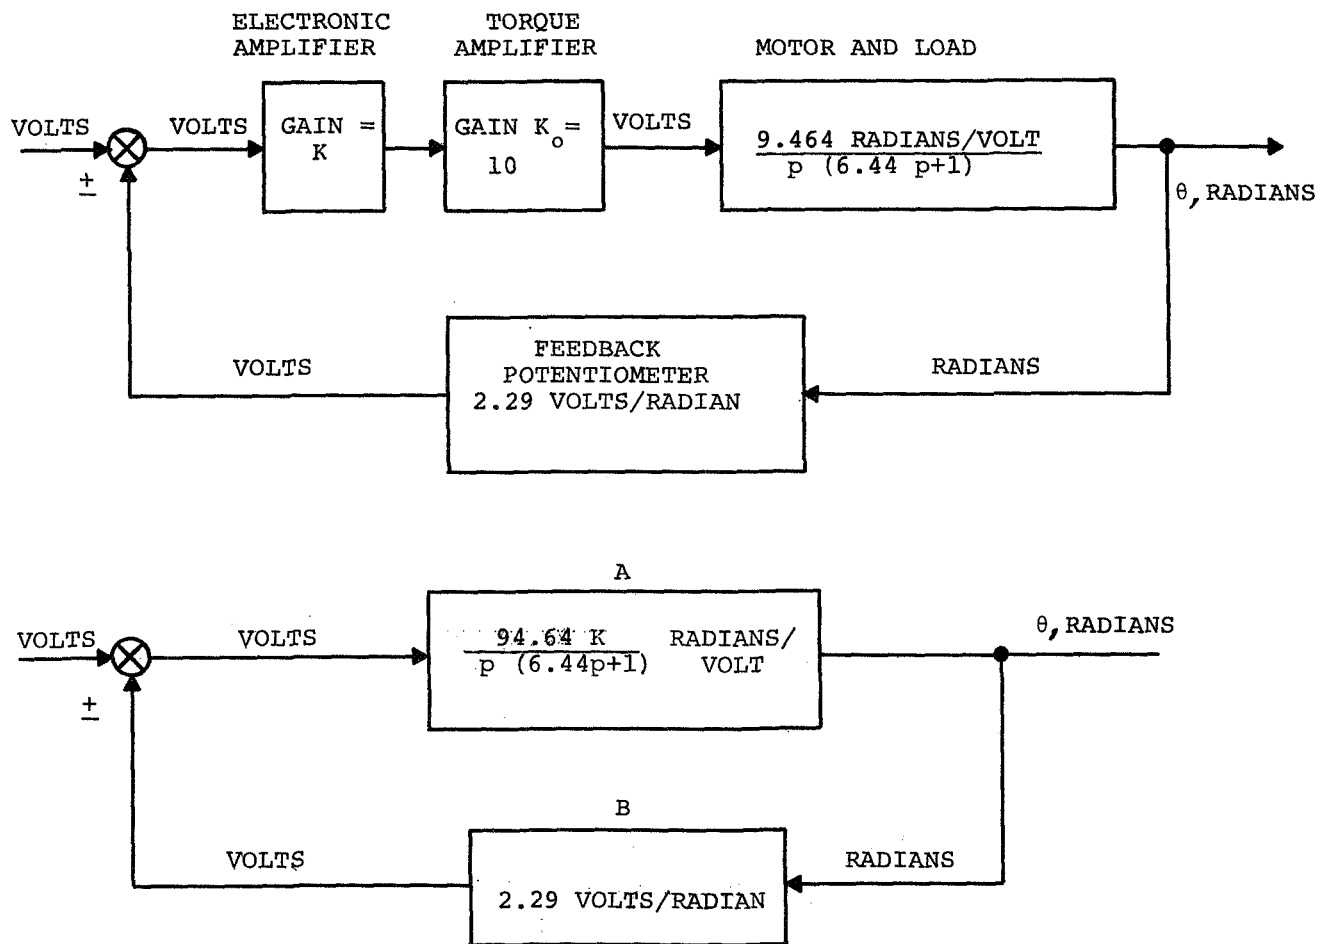 ELECTRONIC
AMPLIFIER
TORQUE
AMPLIFIER
MOTOR AND LOAD
VOLTS
±
VOLTS
GAIN =
K
GAIN K_o =
10
VOLTS
9.464 RADIANS/VOLT
p (6.44 p+1)
θ, RADIANS
VOLTS
FEEDBACK
POTENTIOMETER
2.29 VOLTS/RADIAN
RADIANS
A
VOLTS
±
VOLTS
94.64 K RADIANS/
p (6.44p+1) VOLT
θ, RADIANS
B
VOLTS
2.29 VOLTS/RADIAN
RADIANS